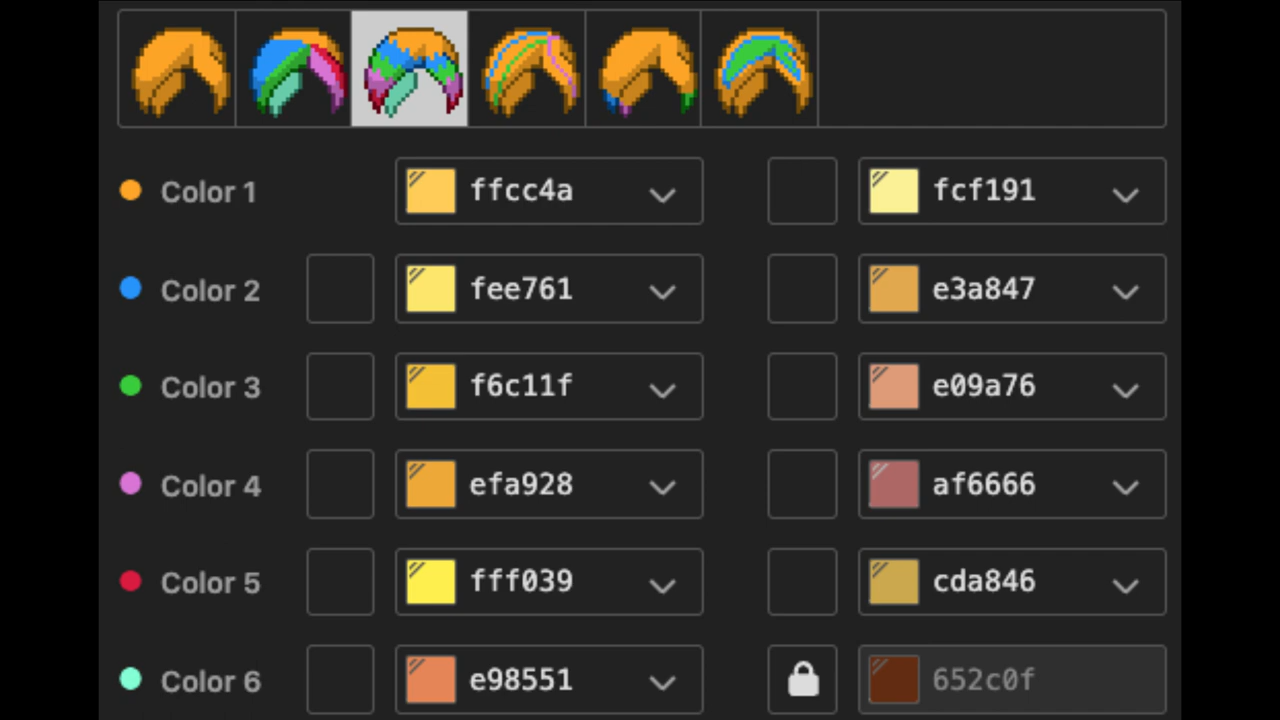 Color 1 ffcc4a fcf191
Color 2 fee761 e3a847
Color 3 f6c11f e09a76
Color 4 efa928 af6666
Color 5 fff039 cda846
Color 6 e98551 652c0f